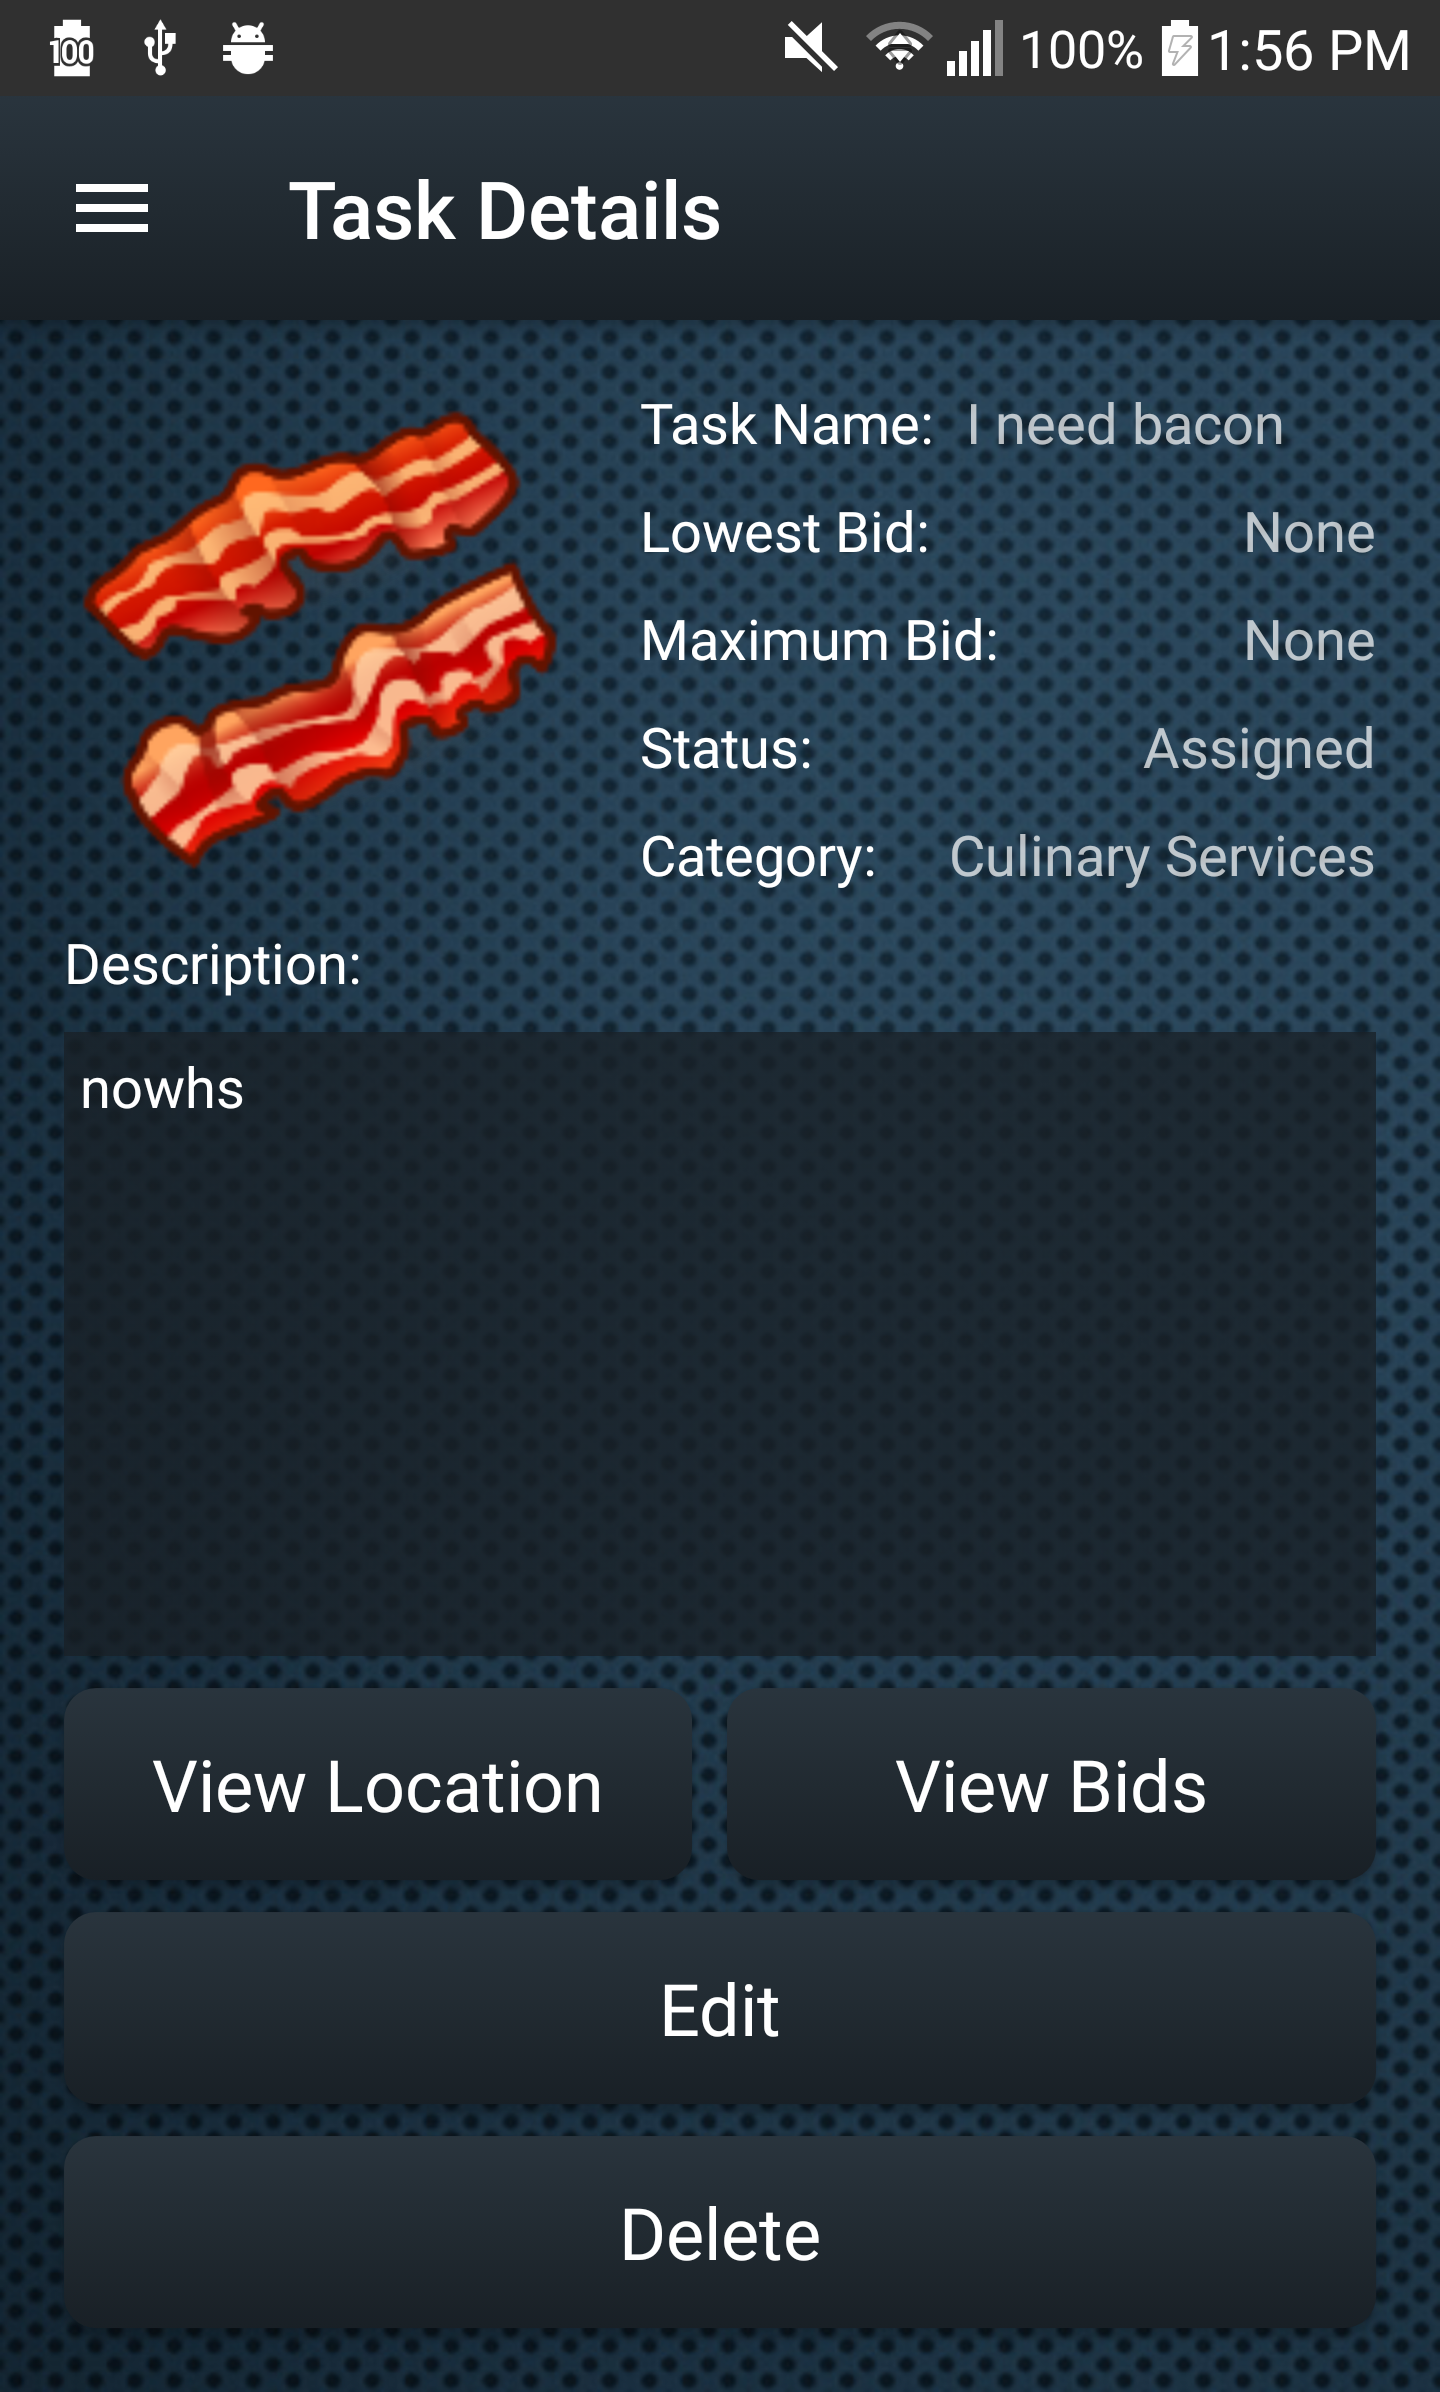 100 100% 1:56 PM
Task Details
Task Name: I need bacon
Lowest Bid: None
Maximum Bid: None
Status: Assigned
Category: Culinary Services
Description:
nowhs
View Location View Bids
Edit
Delete